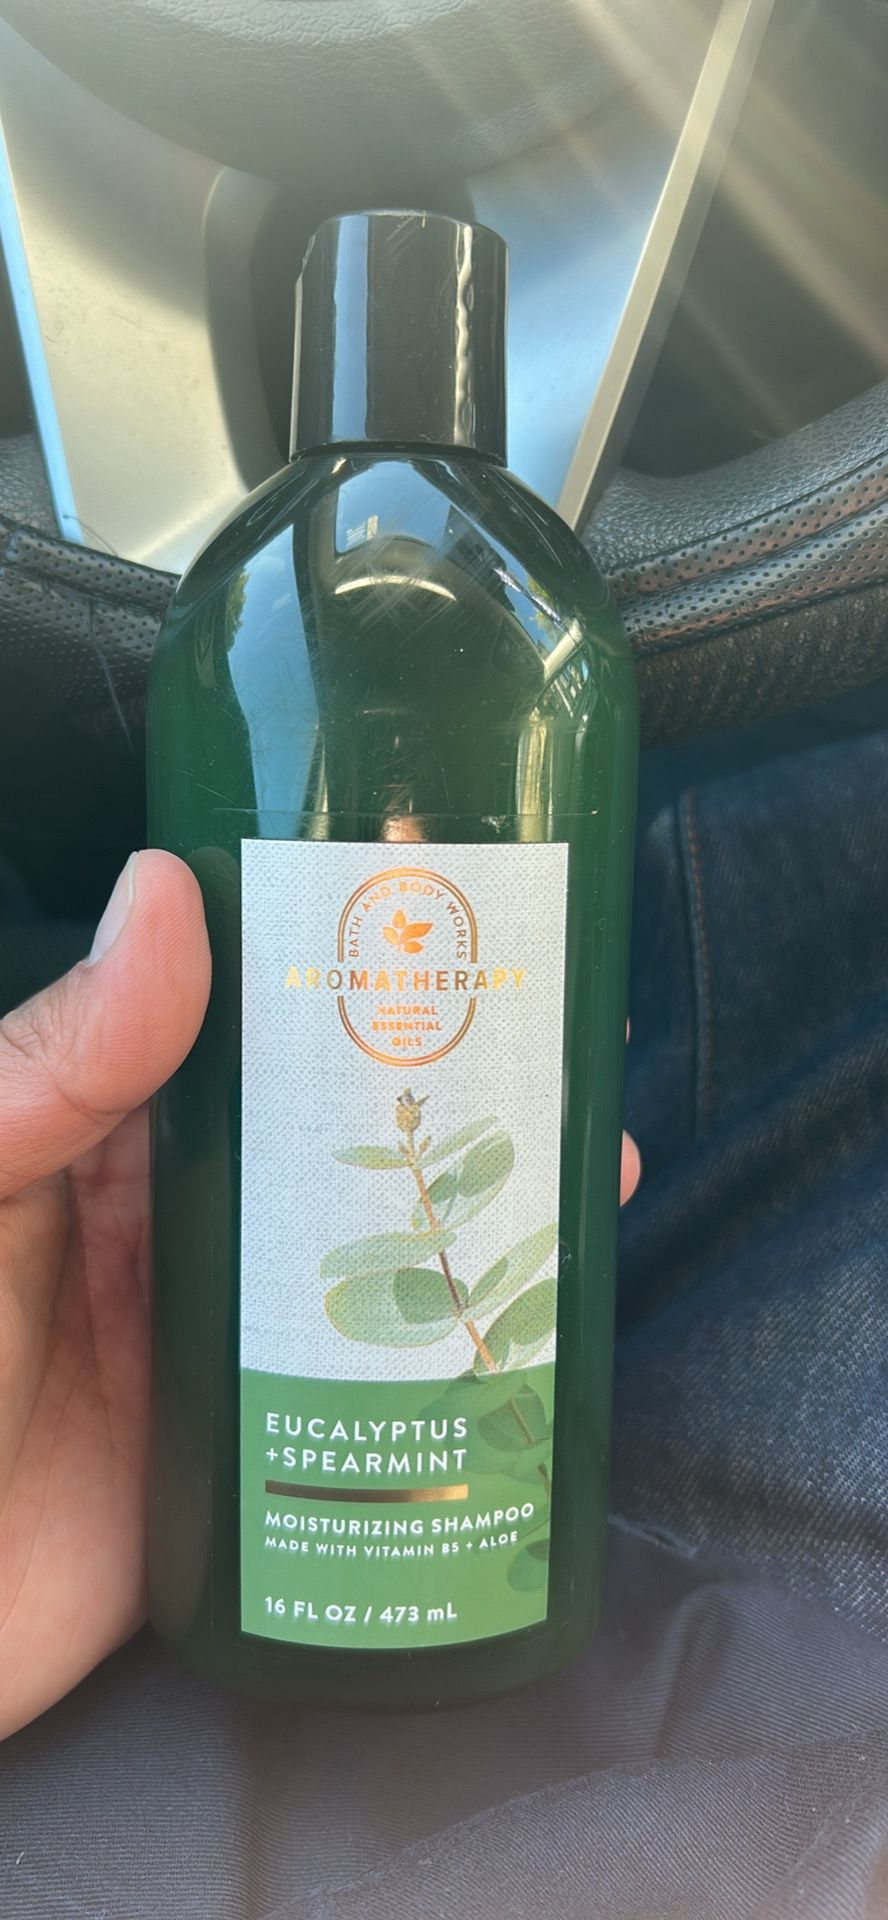 BATH AND BODY WORKS
AROMATHERAPY
NATURAL
ESSENTIAL
OILS
EUCALYPTUS
+SPEARMINT
MOISTURIZING SHAMPOO
MADE WITH VITAMIN B5 + ALOE
16 FL OZ / 473 mL